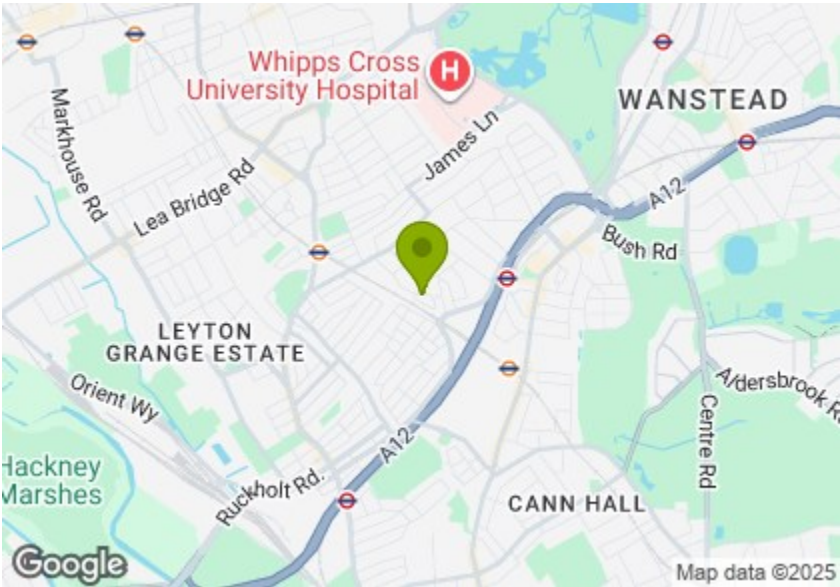 Whipps Cross
University Hospital
H
WANSTEAD
Markhouse Rd
James Ln
Lea Bridge Rd
A12
Bush Rd
LEYTON
GRANGE ESTATE
Orient Wy
Aldersbrook Rd
Centre Rd
A12
Hackney
Marshes
Ruckholt Rd.
CANN HALL
Google
Map data ©2025